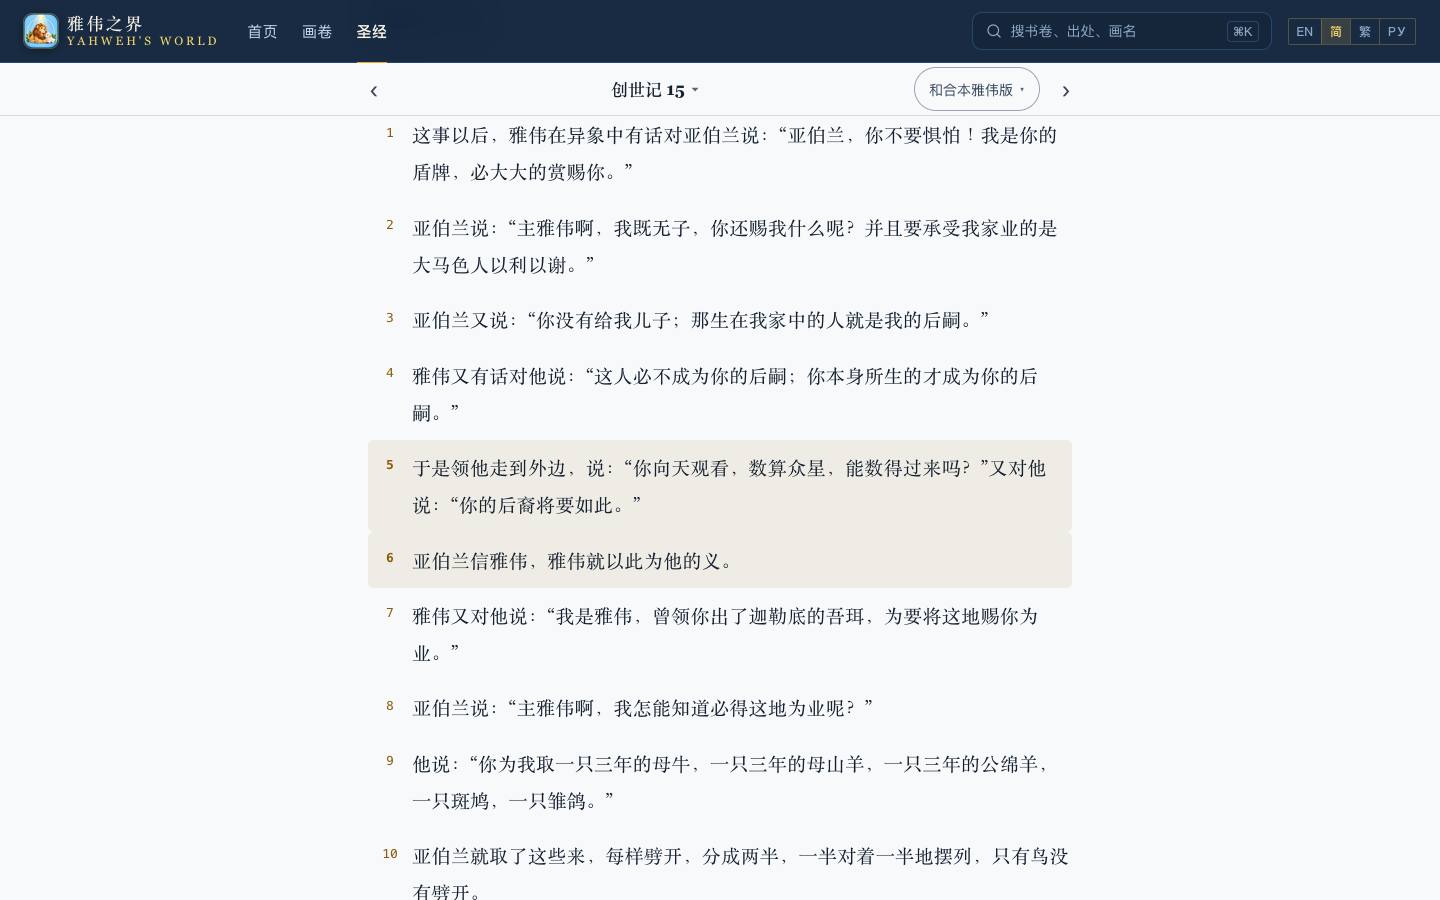 雅伟之界
YAHWEH'S WORLD
首页 画卷 圣经
搜书卷、出处、画名 ⌘K
EN 简 繁 РУ
‹ 创世记 15 和合本雅伟版 ›
1 这事以后，雅伟在异象中有话对亚伯兰说：“亚伯兰，你不要惧怕！我是你的
盾牌，必大大的赏赐你。”
2 亚伯兰说：“主雅伟啊，我既无子，你还赐我什么呢？并且要承受我家业的是
大马色人以利以谢。”
3 亚伯兰又说：“你没有给我儿子；那生在我家中的人就是我的后嗣。”
4 雅伟又有话对他说：“这人必不成为你的后嗣；你本身所生的才成为你的后
嗣。”
5 于是领他走到外边，说：“你向天观看，数算众星，能数得过来吗？”又对他
说：“你的后裔将要如此。”
6 亚伯兰信雅伟，雅伟就以此为他的义。
7 雅伟又对他说：“我是雅伟，曾领你出了迦勒底的吾珥，为要将这地赐你为
业。”
8 亚伯兰说：“主雅伟啊，我怎能知道必得这地为业呢？”
9 他说：“你为我取一只三年的母牛，一只三年的母山羊，一只三年的公绵羊，
一只斑鸠，一只雏鸽。”
10 亚伯兰就取了这些来，每样劈开，分成两半，一半对着一半地摆列，只有鸟没
有劈开。